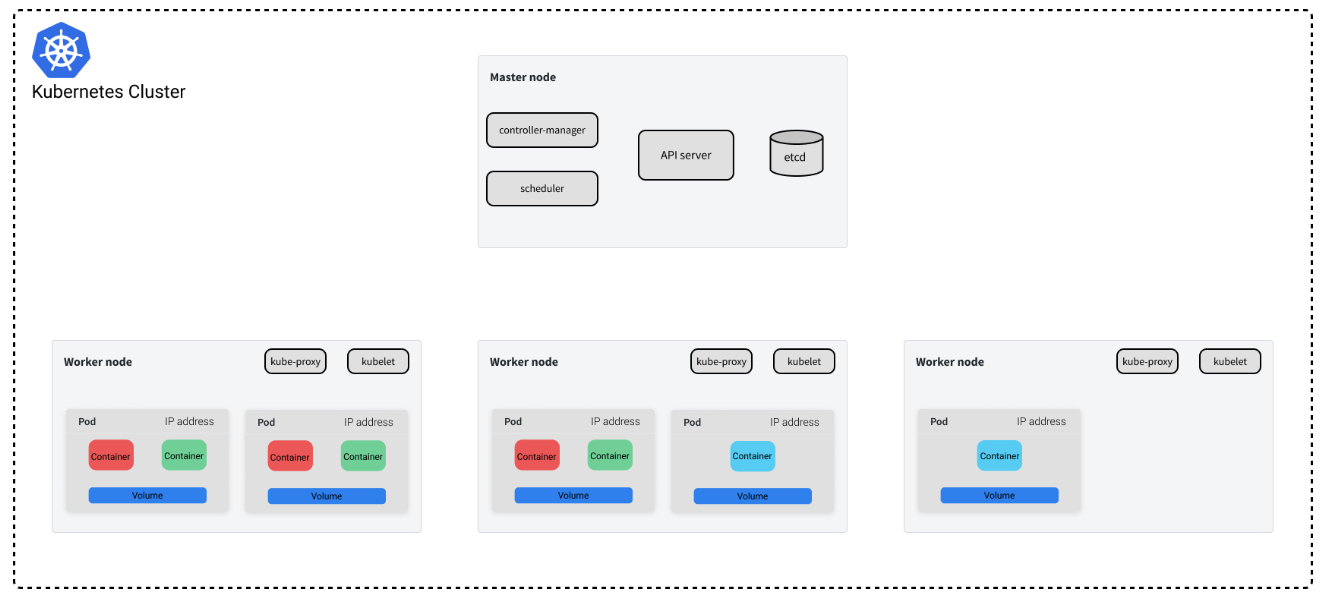 Kubernetes Cluster
Master node
controller-manager
API server
etcd
scheduler
Worker node
kube-proxy
kubelet
Pod
IP address
Container
Container
Volume
Pod
IP address
Container
Container
Volume
Worker node
kube-proxy
kubelet
Pod
IP address
Container
Container
Volume
Pod
IP address
Container
Volume
Worker node
kube-proxy
kubelet
Pod
IP address
Container
Volume